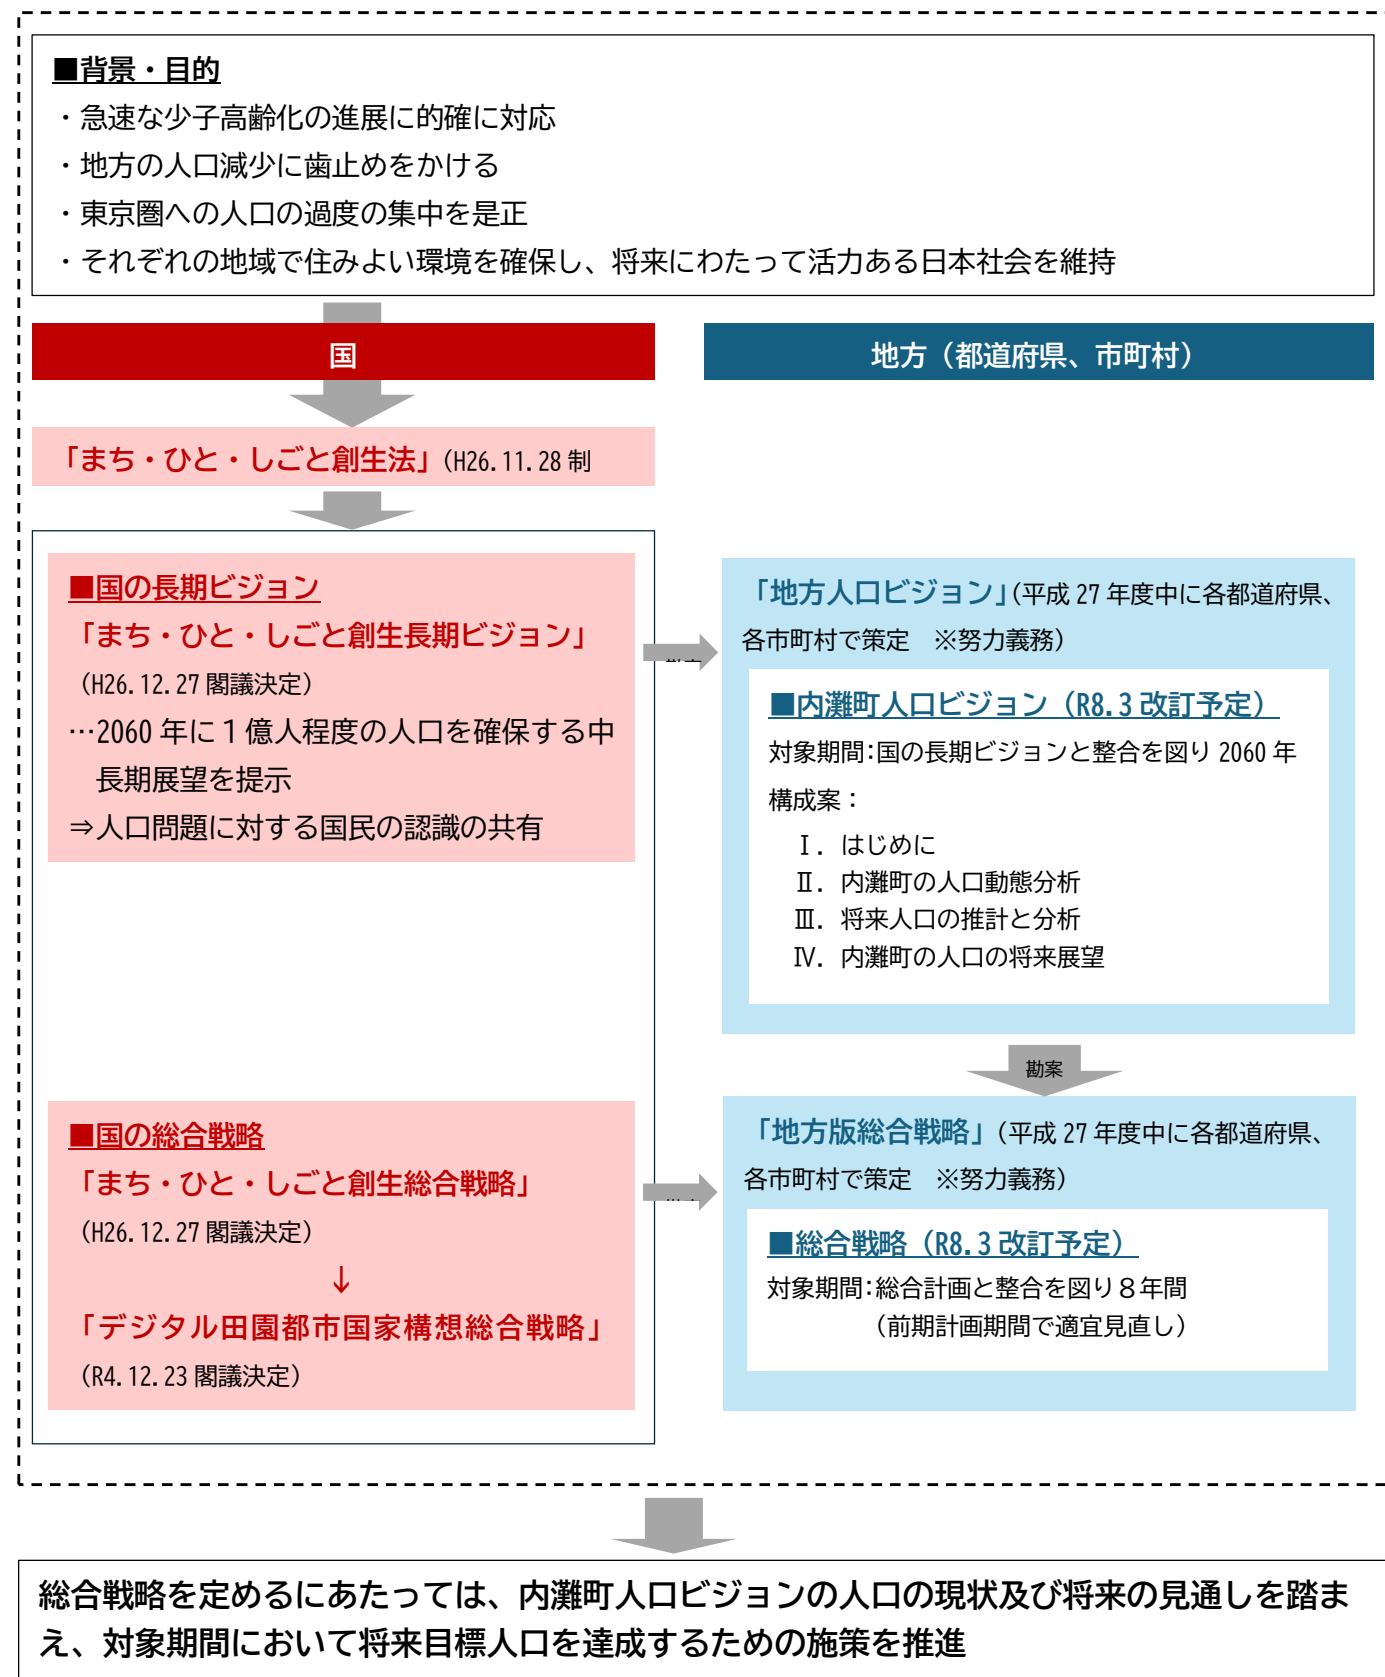 ■背景・目的
・急速な少子高齢化の進展に的確に対応
・地方の人口減少に歯止めをかける
・東京圏への人口の過度の集中を是正
・それぞれの地域で住みよい環境を確保し、将来にわたって活力ある日本社会を維持
国
地方（都道府県、市町村）
「まち・ひと・しごと創生法」（H26.11.28 制
■国の長期ビジョン
「まち・ひと・しごと創生長期ビジョン」
（H26.12.27 閣議決定）
…2060 年に１億人程度の人口を確保する中
長期展望を提示
⇒人口問題に対する国民の認識の共有
「地方人口ビジョン」（平成 27 年度中に各都道府県、
各市町村で策定　※努力義務）
■内灘町人口ビジョン（R8.3 改訂予定）
対象期間：国の長期ビジョンと整合を図り 2060 年
構成案：
Ⅰ．はじめに
Ⅱ．内灘町の人口動態分析
Ⅲ．将来人口の推計と分析
Ⅳ．内灘町の人口の将来展望
勘案
■国の総合戦略
「まち・ひと・しごと創生総合戦略」
（H26.12.27 閣議決定）
↓
「デジタル田園都市国家構想総合戦略」
（R4.12.23 閣議決定）
「地方版総合戦略」（平成 27 年度中に各都道府県、
各市町村で策定　※努力義務）
■総合戦略（R8.3 改訂予定）
対象期間：総合計画と整合を図り８年間
（前期計画期間で適宜見直し）
総合戦略を定めるにあたっては、内灘町人口ビジョンの人口の現状及び将来の見通しを踏ま
え、対象期間において将来目標人口を達成するための施策を推進